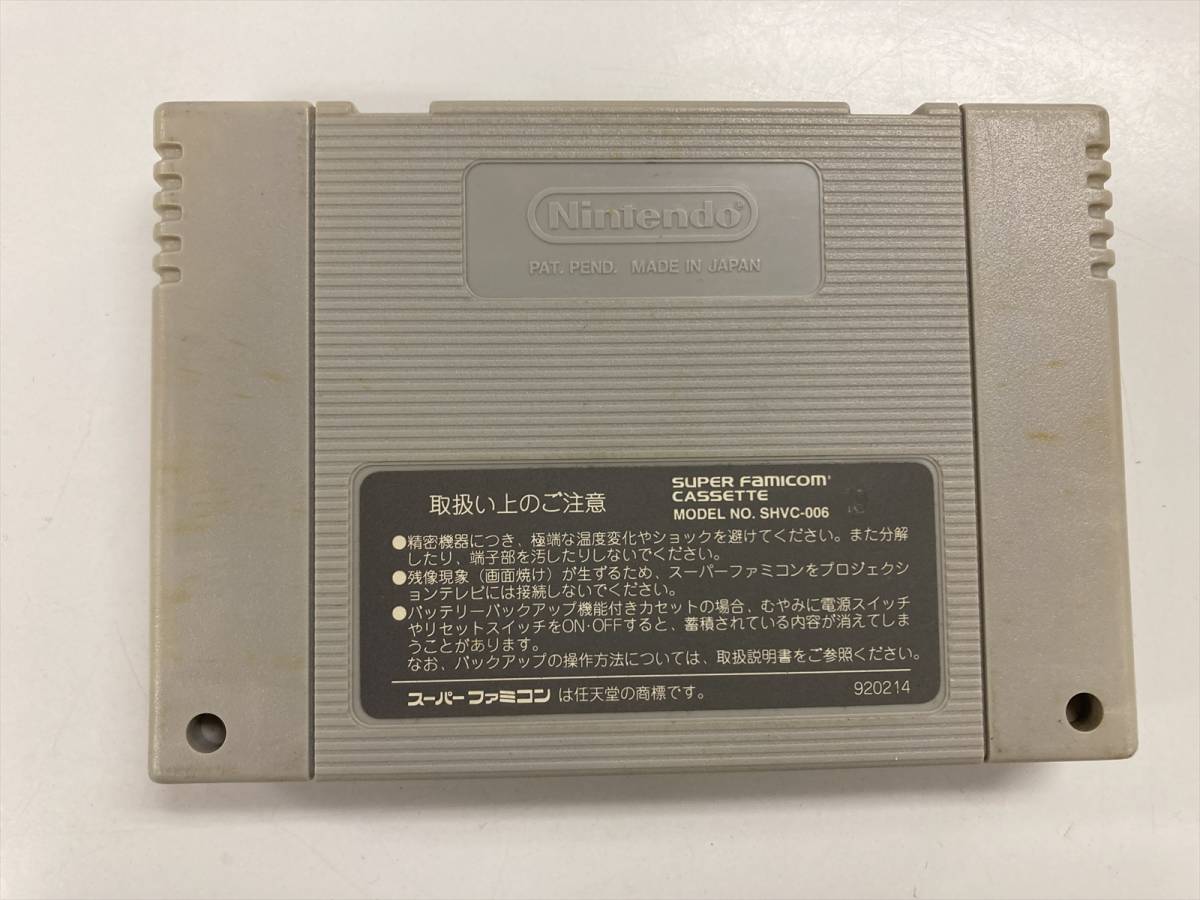 Nintendo®
PAT. PEND. MADE IN JAPAN
取扱い上のご注意
SUPER FAMICOM
CASSETTE
MODEL NO. SHVC-006
●精密機器につき、極端な温度変化やショックを避けてください。また分解
したり、端子部を汚したりしないでください。
●残像現象（画面焼け）が生ずるため、スーパーファミコンをプロジェクシ
ョンテレビには接続しないでください。
●バッテリーバックアップ機能付きカセットの場合、むやみに電源スイッチ
やリセットスイッチをON·OFFすると、蓄積されている内容が消えてしま
うことがあります。
なお、バックアップの操作方法については、取扱説明書をご参照ください。
スーパーファミコン は任天堂の商標です。
920214